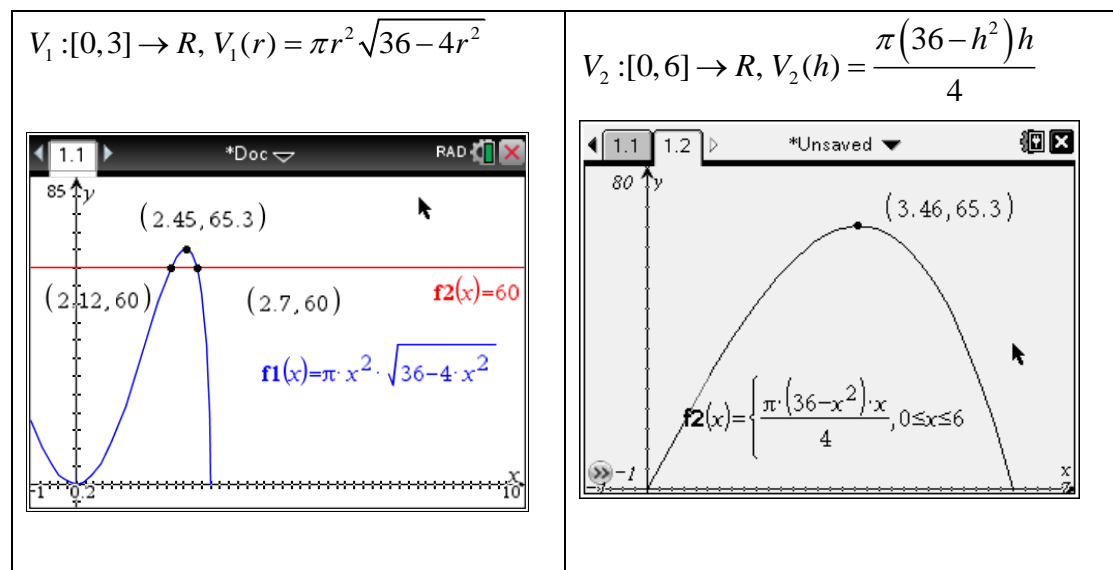 V₁:[0,3] → R, V₁(r) = πr²√(36 − 4r²)
1.1
*Doc
RAD
85
y
(2.45, 65.3)
(2.12, 60)
(2.7, 60)
f2(x)=60
f1(x)=π·x²·√(36−4·x²)
x
-1
0.2
10
V₂:[0,6] → R, V₂(h) = π(36 − h²)h / 4
1.1
1.2
*Unsaved
80
y
(3.46, 65.3)
f2(x)={π·(36−x²)·x / 4, 0≤x≤6
-1
x